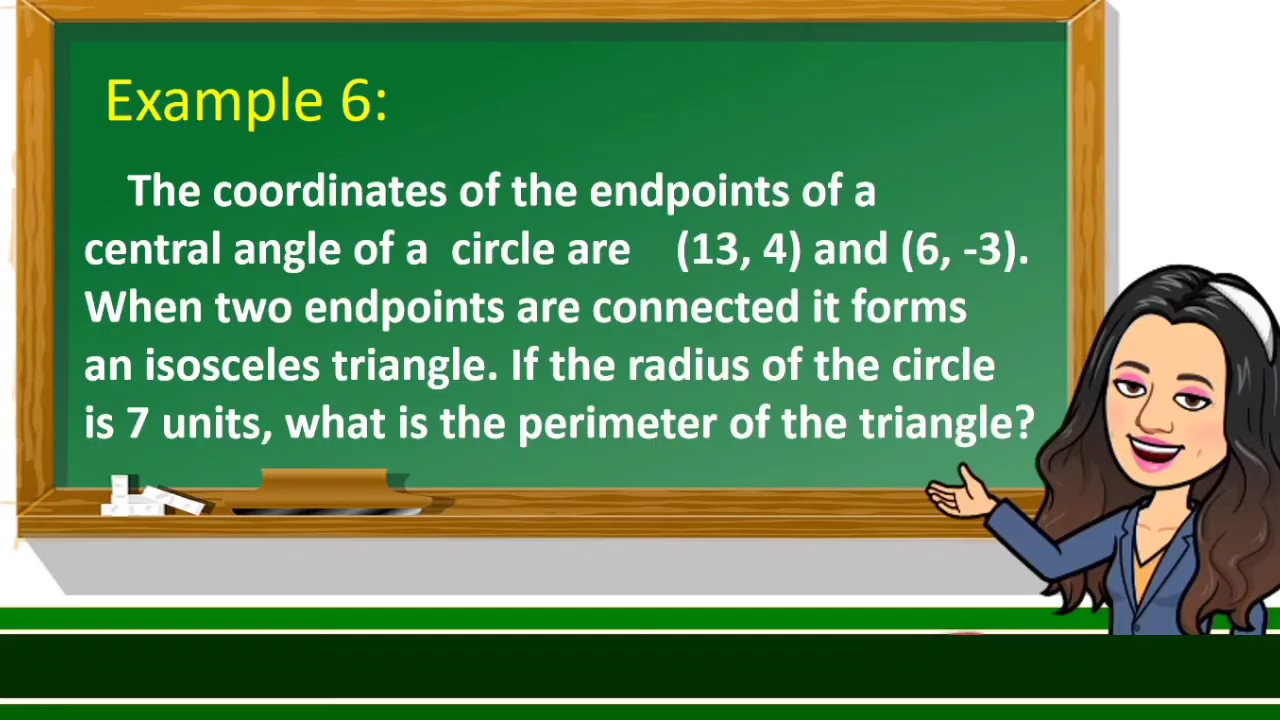 Example 6:
The coordinates of the endpoints of a
central angle of a circle are (13, 4) and (6, -3).
When two endpoints are connected it forms
an isosceles triangle. If the radius of the circle
is 7 units, what is the perimeter of the triangle?